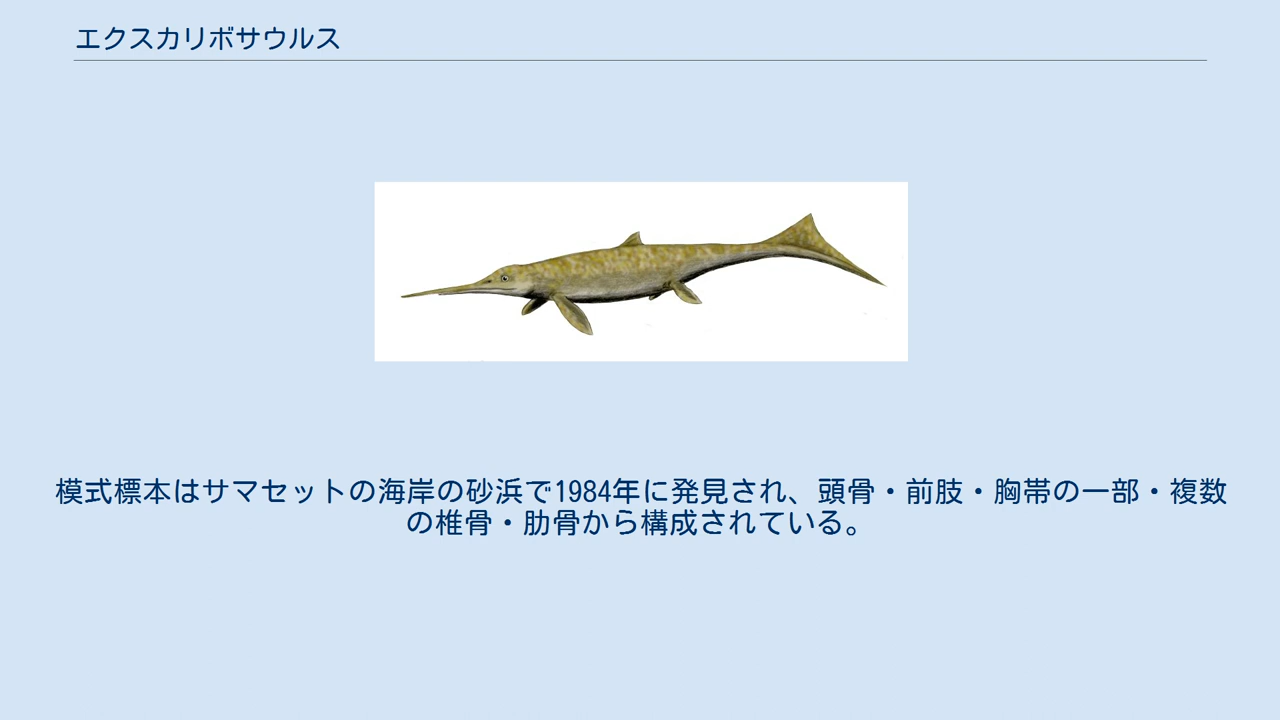 エクスカリボサウルス
模式標本はサマセットの海岸の砂浜で1984年に発見され、頭骨・前肢・胸帯の一部・複数
の椎骨・肋骨から構成されている。